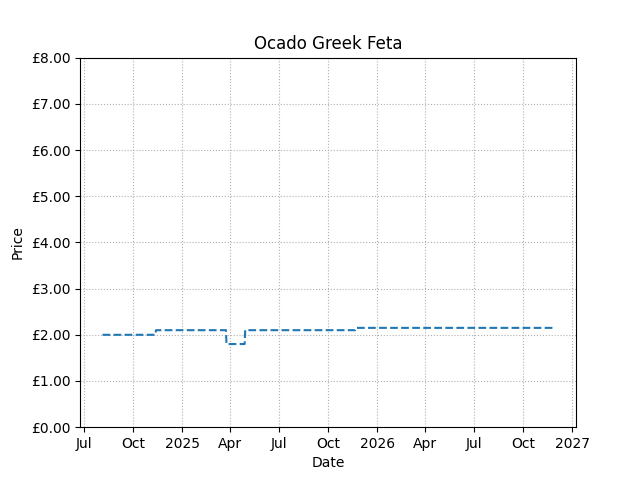 Ocado Greek Feta
£8.00
£7.00
£6.00
£5.00
£4.00
£3.00
£2.00
£1.00
£0.00
Price
Jul Oct 2025 Apr Jul Oct 2026 Apr Jul Oct 2027
Date